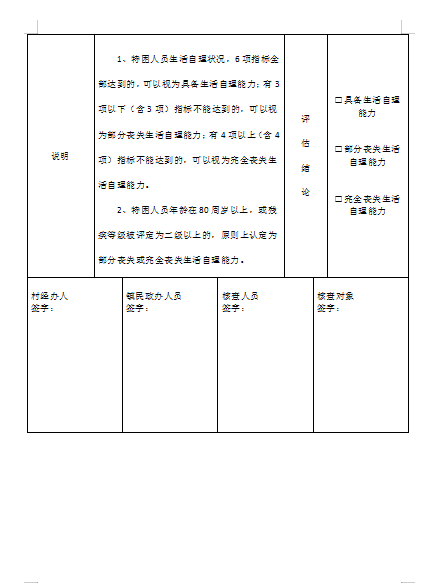 说明
1、特困人员生活自理状况，6项指标全
部达到的，可以视为具备生活自理能力；有3
项以下（含3项）指标不能达到的，可以视
为部分丧失生活自理能力；有4项以上（含4
项）指标不能达到的，可以视为完全丧失生
活自理能力。
2、特困人员年龄在80周岁以上，或残
疾等级被评定为二级以上的，原则上认定为
部分丧失或完全丧失生活自理能力。
评
估
结
论
□具备生活自理
能力
□部分丧失生活
自理能力
□完全丧失生活
自理能力
村经办人
签字：
镇民政办人员
签字：
核查人员
签字：
核查对象
签字：